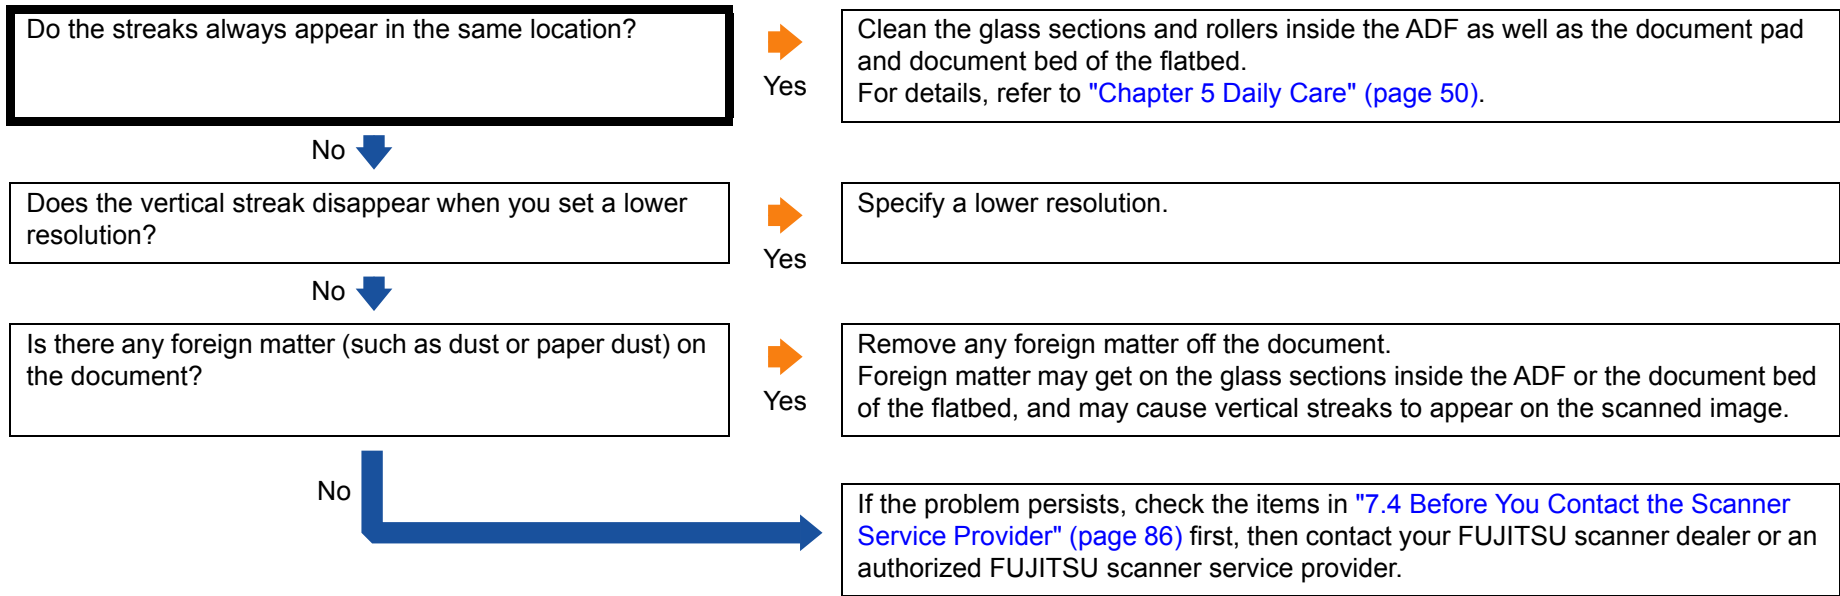 Do the streaks always appear in the same location?
Yes
Clean the glass sections and rollers inside the ADF as well as the document pad
and document bed of the flatbed.
For details, refer to "Chapter 5 Daily Care" (page 50).
No
Does the vertical streak disappear when you set a lower
resolution?
Yes
Specify a lower resolution.
No
Is there any foreign matter (such as dust or paper dust) on
the document?
Yes
Remove any foreign matter off the document.
Foreign matter may get on the glass sections inside the ADF or the document bed
of the flatbed, and may cause vertical streaks to appear on the scanned image.
No
If the problem persists, check the items in "7.4 Before You Contact the Scanner
Service Provider" (page 86) first, then contact your FUJITSU scanner dealer or an
authorized FUJITSU scanner service provider.